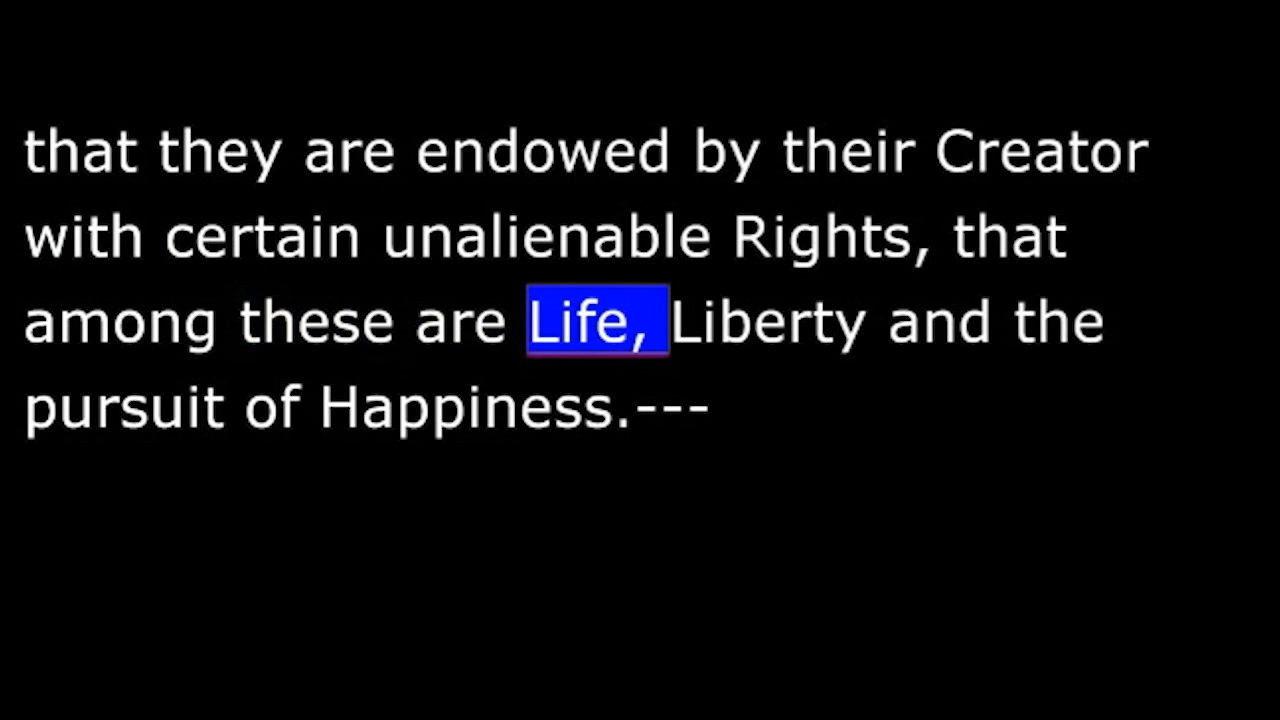 that they are endowed by their Creator
with certain unalienable Rights, that
among these are Life, Liberty and the
pursuit of Happiness.---